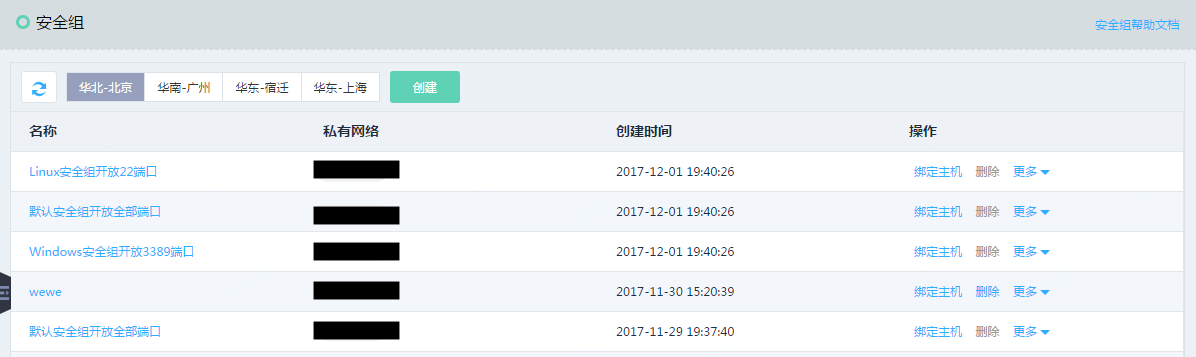 安全组
安全组帮助文档
华北-北京 华南-广州 华东-宿迁 华东-上海 创建
名称 私有网络 创建时间 操作
Linux安全组开放22端口 2017-12-01 19:40:26 绑定主机 删除 更多
默认安全组开放全部端口 2017-12-01 19:40:26 绑定主机 删除 更多
Windows安全组开放3389端口 2017-12-01 19:40:26 绑定主机 删除 更多
wewe 2017-11-30 15:20:39 绑定主机 删除 更多
默认安全组开放全部端口 2017-11-29 19:37:40 绑定主机 删除 更多